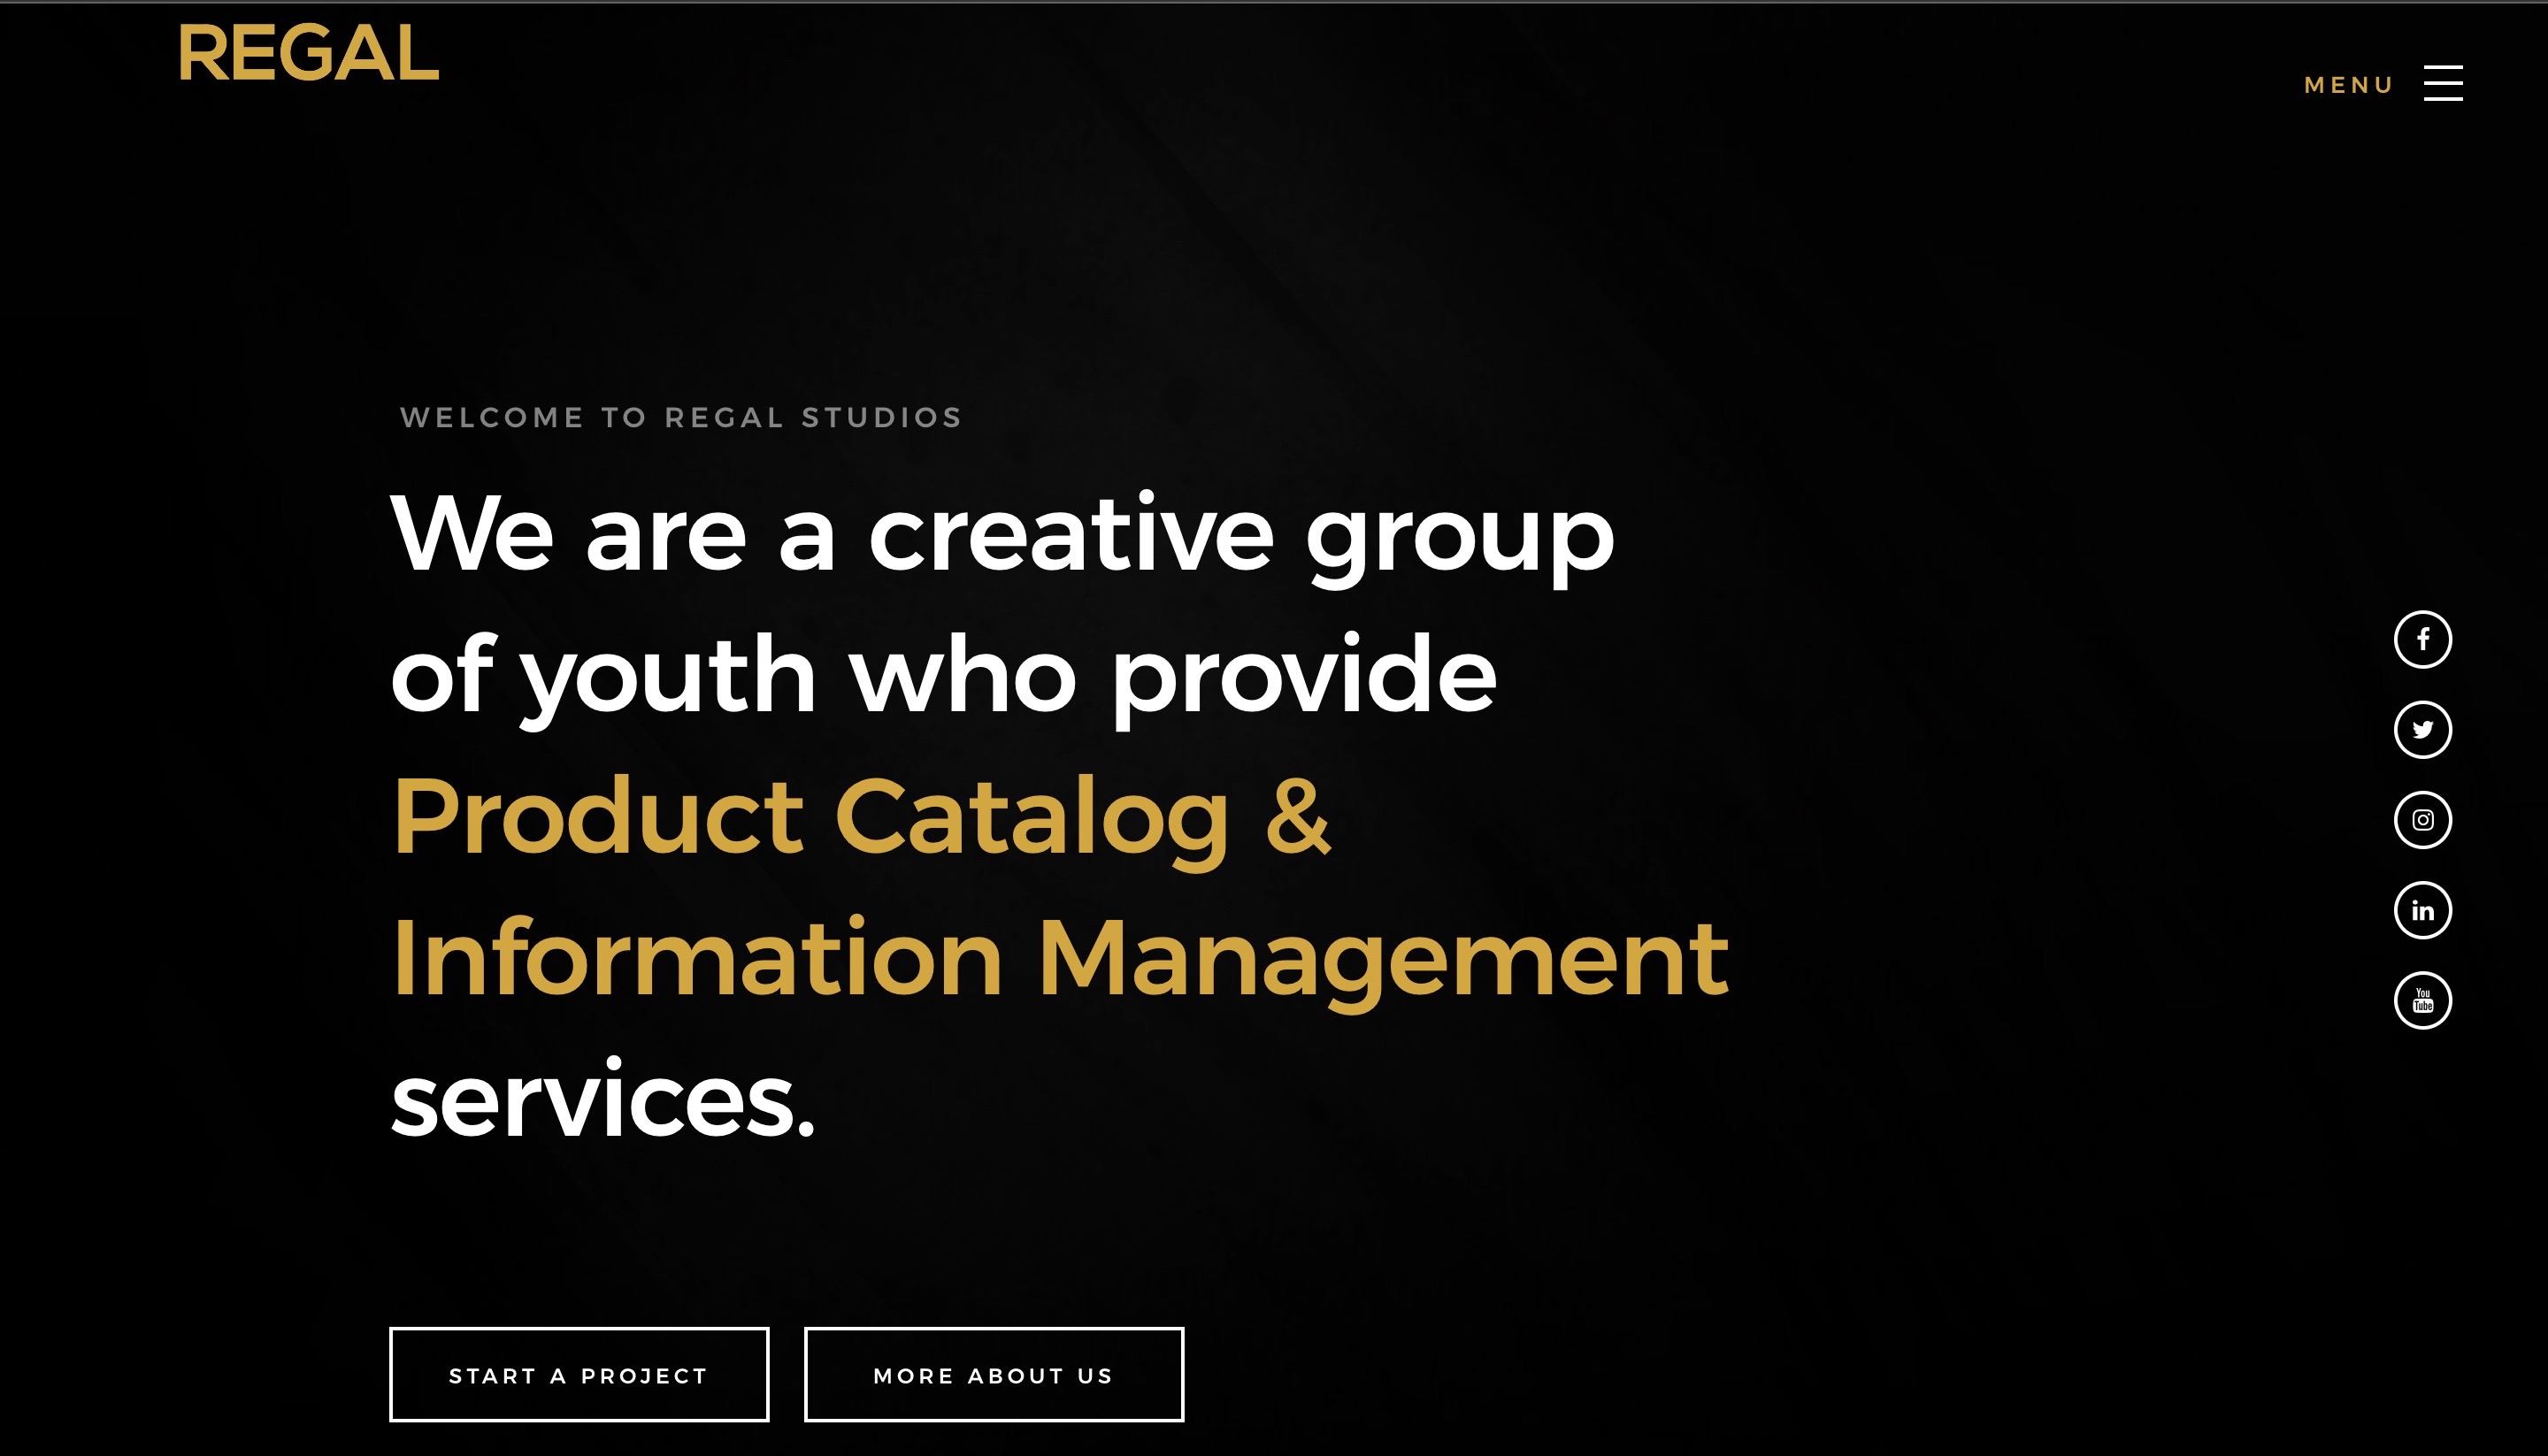 REGAL
MENU
WELCOME TO REGAL STUDIOS
We are a creative group
of youth who provide
Product Catalog &
Information Management
services.
START A PROJECT
MORE ABOUT US
f
in
You
Tube